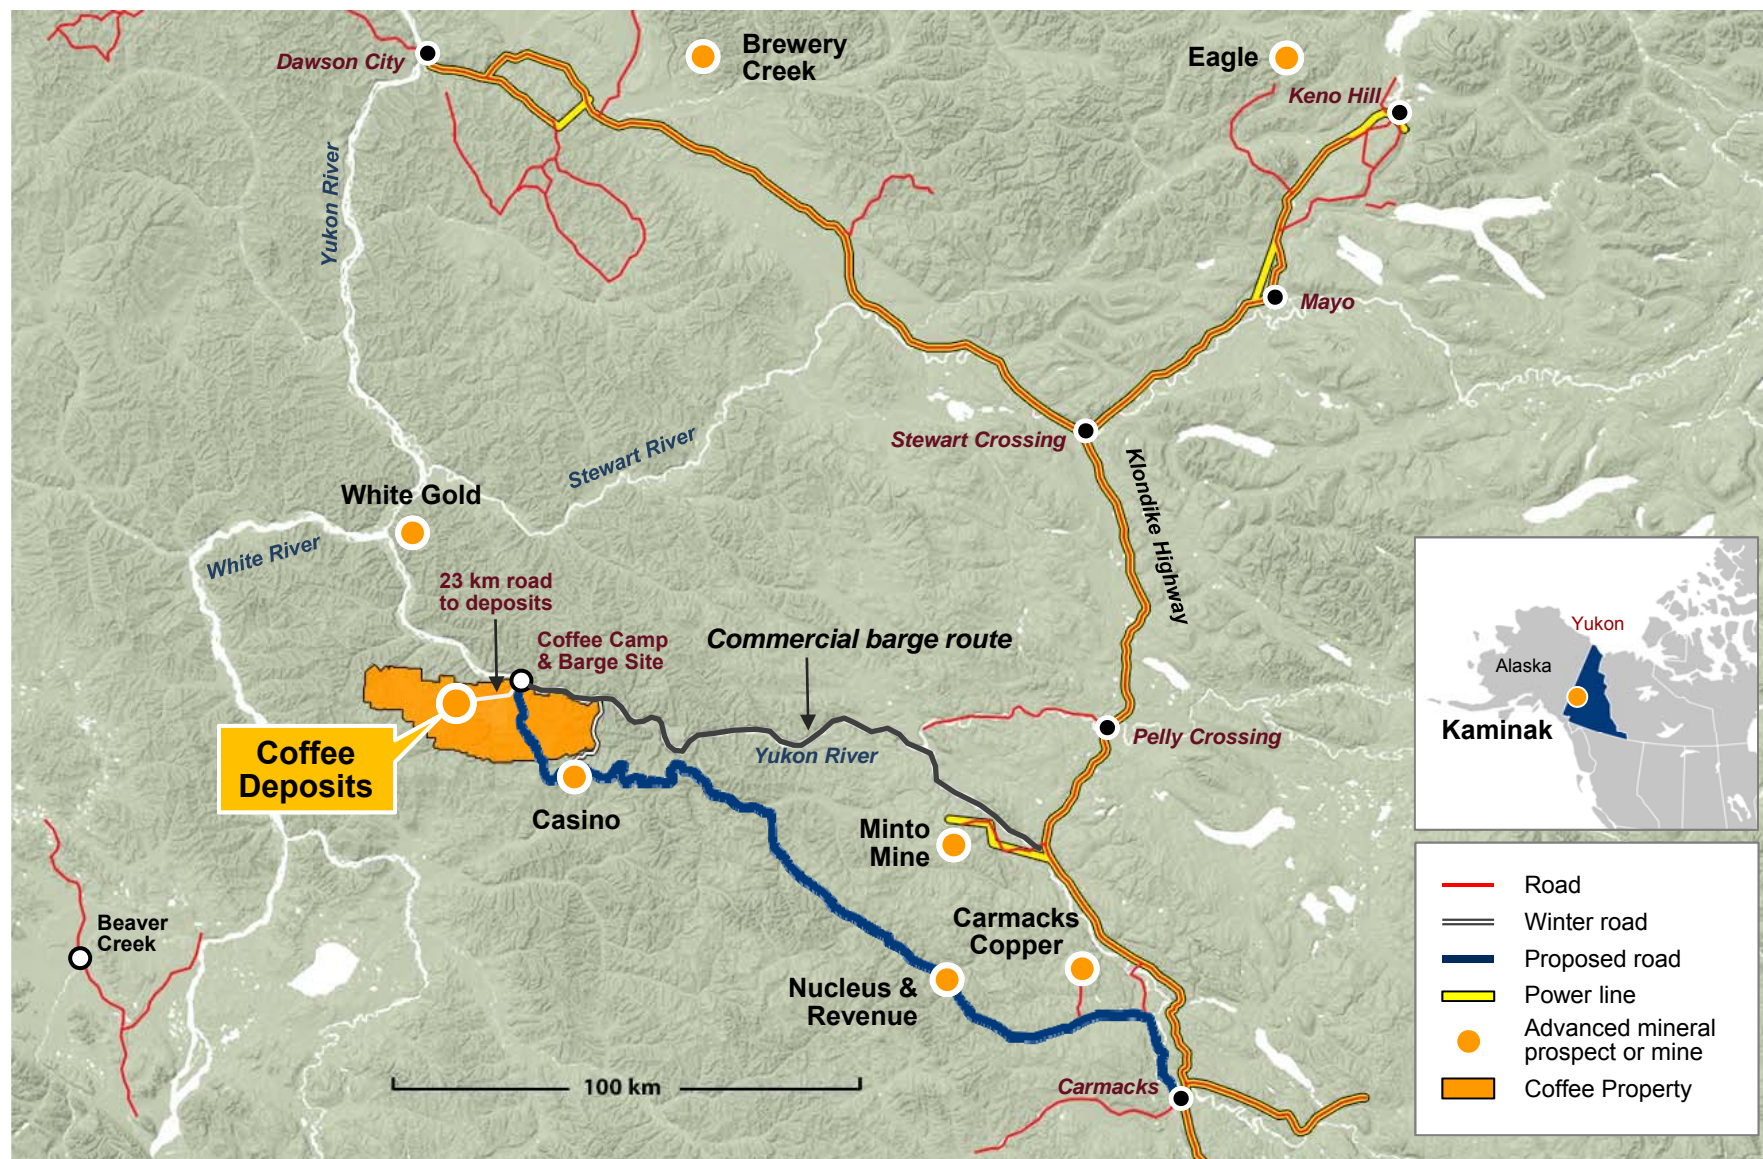 Dawson City
Brewery
Creek
Eagle
Keno Hill
Yukon River
Mayo
Stewart Crossing
Stewart River
Klondike Highway
White Gold
White River
23 km road
to deposits
Coffee Camp
& Barge Site
Commercial barge route
Yukon River
Pelly Crossing
Coffee
Deposits
Casino
Minto
Mine
Beaver
Creek
Carmacks
Copper
Nucleus &
Revenue
100 km
Carmacks
Yukon
Alaska
Kaminak
Road
Winter road
Proposed road
Power line
Advanced mineral
prospect or mine
Coffee Property